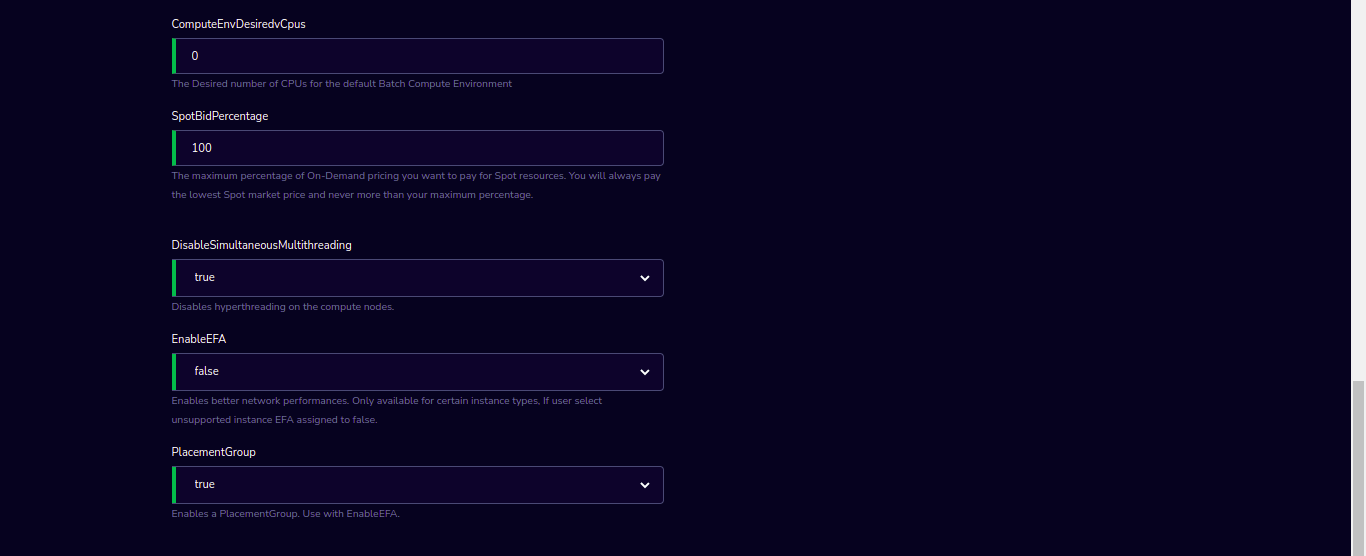 ComputeEnvDesiredvCpus
0
The Desired number of CPUs for the default Batch Compute Environment
SpotBidPercentage
100
The maximum percentage of On-Demand pricing you want to pay for Spot resources. You will always pay
the lowest Spot market price and never more than your maximum percentage.
DisableSimultaneousMultithreading
true
Disables hyperthreading on the compute nodes.
EnableEFA
false
Enables better network performances. Only available for certain instance types, If user select
unsupported instance EFA assigned to false.
PlacementGroup
true
Enables a PlacementGroup. Use with EnableEFA.